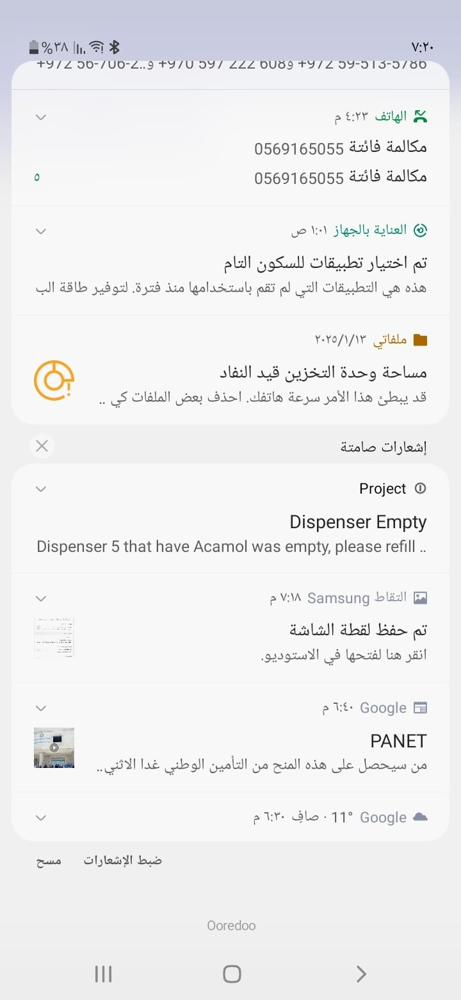 ٧:٢٠
٣٨%
+972 56-706-2..و +970 597 222 608و +972 59-513-5786
الهاتف ٤:٢٣ م
مكالمة فائتة 0569165055
مكالمة فائتة 0569165055
٥
العناية بالجهاز ١:٠١ ص
تم اختيار تطبيقات للسكون التام
هذه هي التطبيقات التي لم تقم باستخدامها منذ فترة. لتوفير طاقة الب
ملفاتي ٢٠٢٥/١/١٣
مساحة وحدة التخزين قيد النفاد
قد يبطئ هذا الأمر سرعة هاتفك. احذف بعض الملفات كي ..
إشعارات صامتة
Project
Dispenser Empty
Dispenser 5 that have Acamol was empty, please refill ..
التقاط Samsung ٧:١٨ م
تم حفظ لقطة الشاشة
انقر هنا لفتحها في الاستوديو.
Google ٦:٤٠ م
PANET
من سيحصل على هذه المنح من التأمين الوطني غدا الاثني..
Google 11° · صافٍ ٦:٣٠ م
ضبط الإشعارات
مسح
Ooredoo